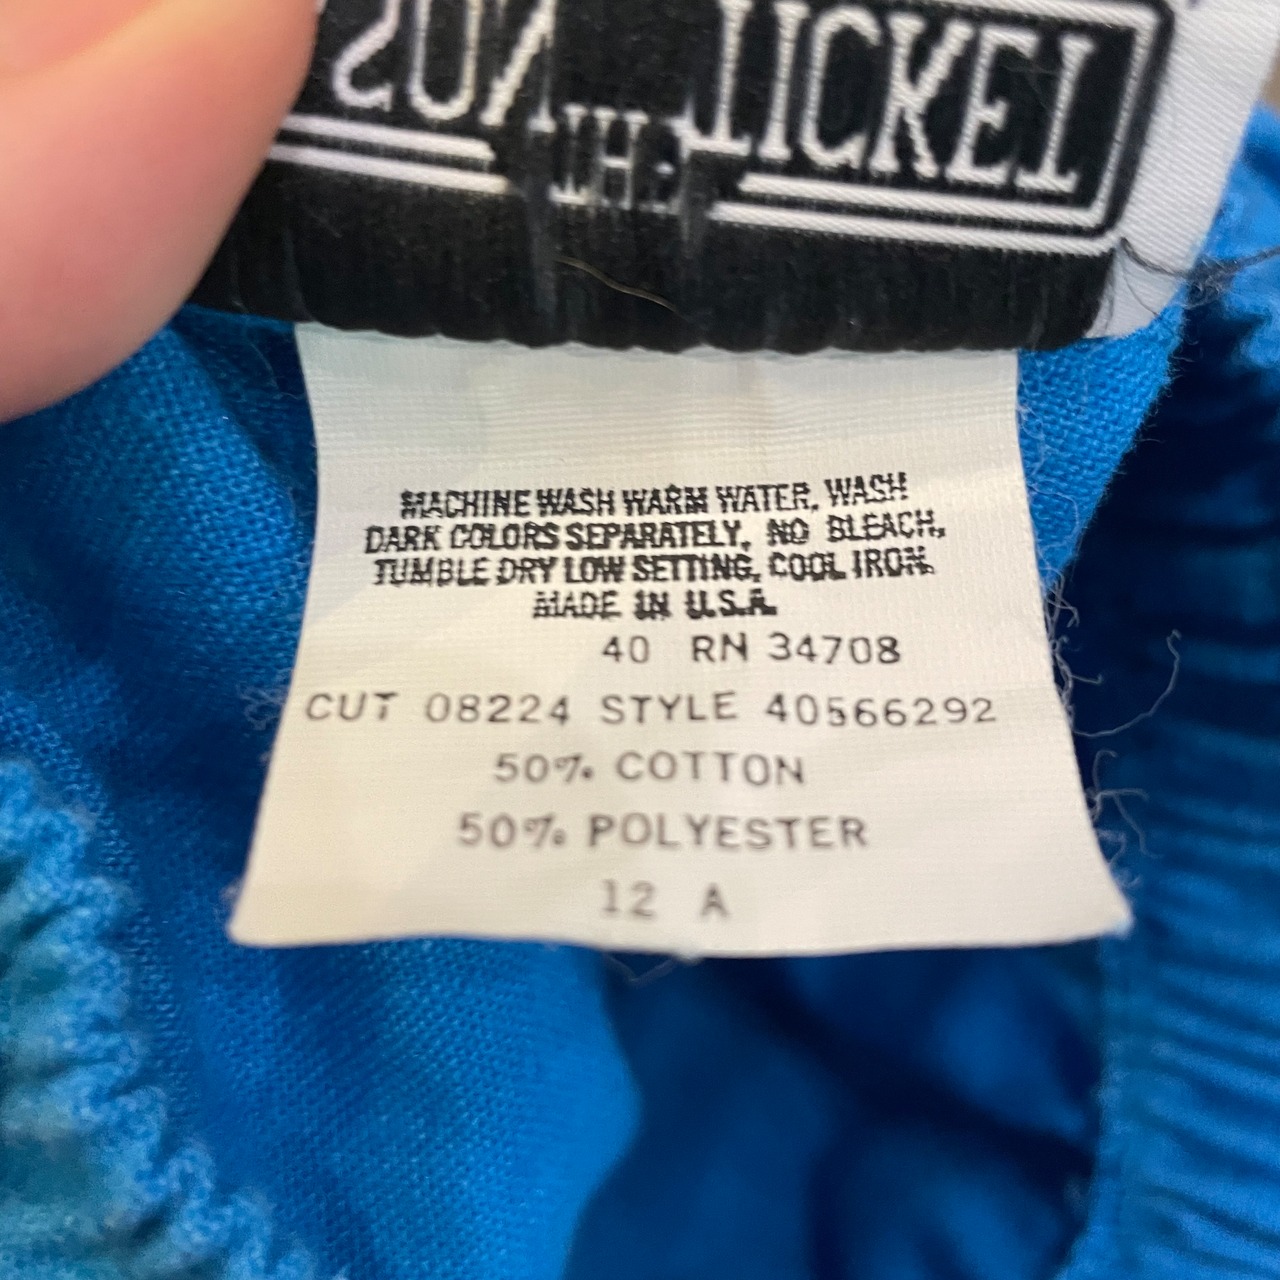 TICKET
MACHINE WASH WARM WATER, WASH
DARK COLORS SEPARATELY, NO BLEACH,
TUMBLE DRY LOW SETTING, COOL IRON.
MADE IN U.S.A.
40 RN 34708
CUT 08224 STYLE 40566292
50% COTTON
50% POLYESTER
12 A